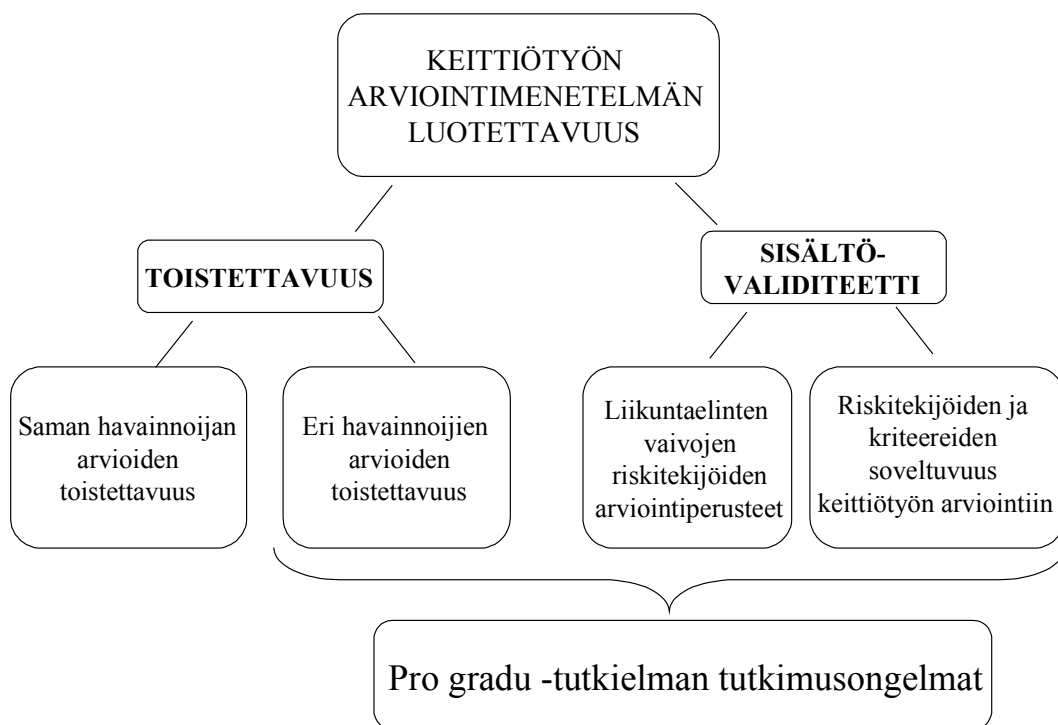 KEITTIÖTYÖN
ARVIOINTIMENETELMÄN
LUOTETTAVUUS
TOISTETTAVUUS
SISÄLTÖ-
VALIDITEETTI
Saman havainnoijan
arvioiden
toistettavuus
Eri havainnoijien
arvioiden
toistettavuus
Liikuntaelinten
vaivojen
riskitekijöiden
arviointiperusteet
Riskitekijöiden ja
kriteereiden
soveltuvuus
keittiötyön arviointiin
Pro gradu -tutkielman tutkimusongelmat